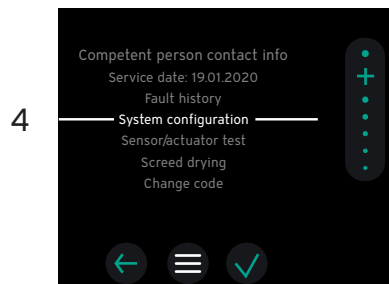 Competent person contact info
Service date: 19.01.2020
Fault history
4
System configuration
Sensor/actuator test
Screed drying
Change code